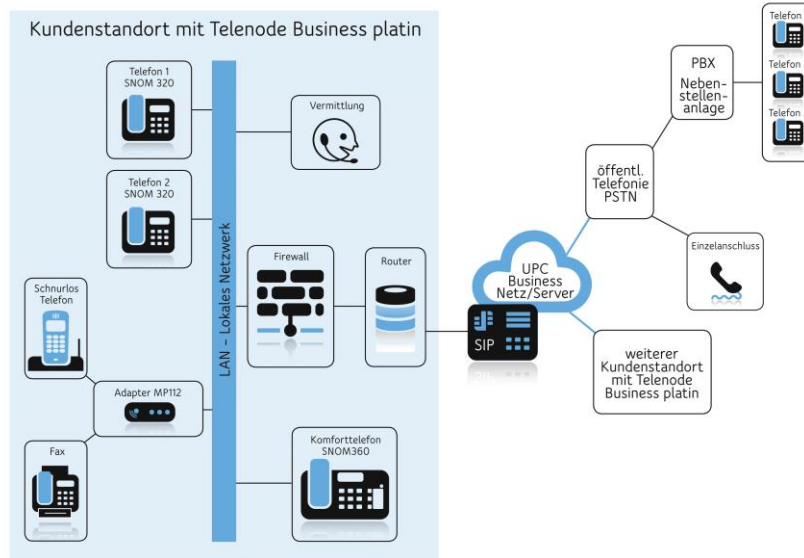 Kundenstandort mit Telenode Business platin
Telefon 1
SNOM 320
Telefon 2
SNOM 320
Schnurlos
Telefon
Adapter MP112
Fax
LAN – Lokales Netzwerk
Vermittlung
Firewall
Router
Komforttelefon
SNOM360
SIP
UPC
Business
Netz/Server
öffentl.
Telefonie
PSTN
PBX
Neben-
stellen-
anlage
Telefon
Telefon
Telefon
Einzelanschluss
weiterer
Kundenstandort
mit Telenode
Business platin